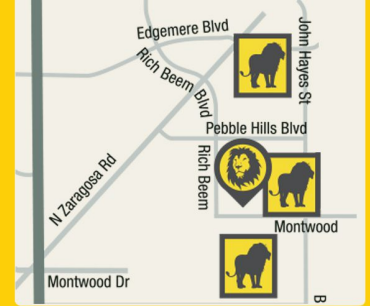 Edgemere Blvd
John Hayes St
Rich Beem Blvd
Pebble Hills Blvd
Rich Beem
N Zaragosa Rd
Montwood
Montwood Dr
B